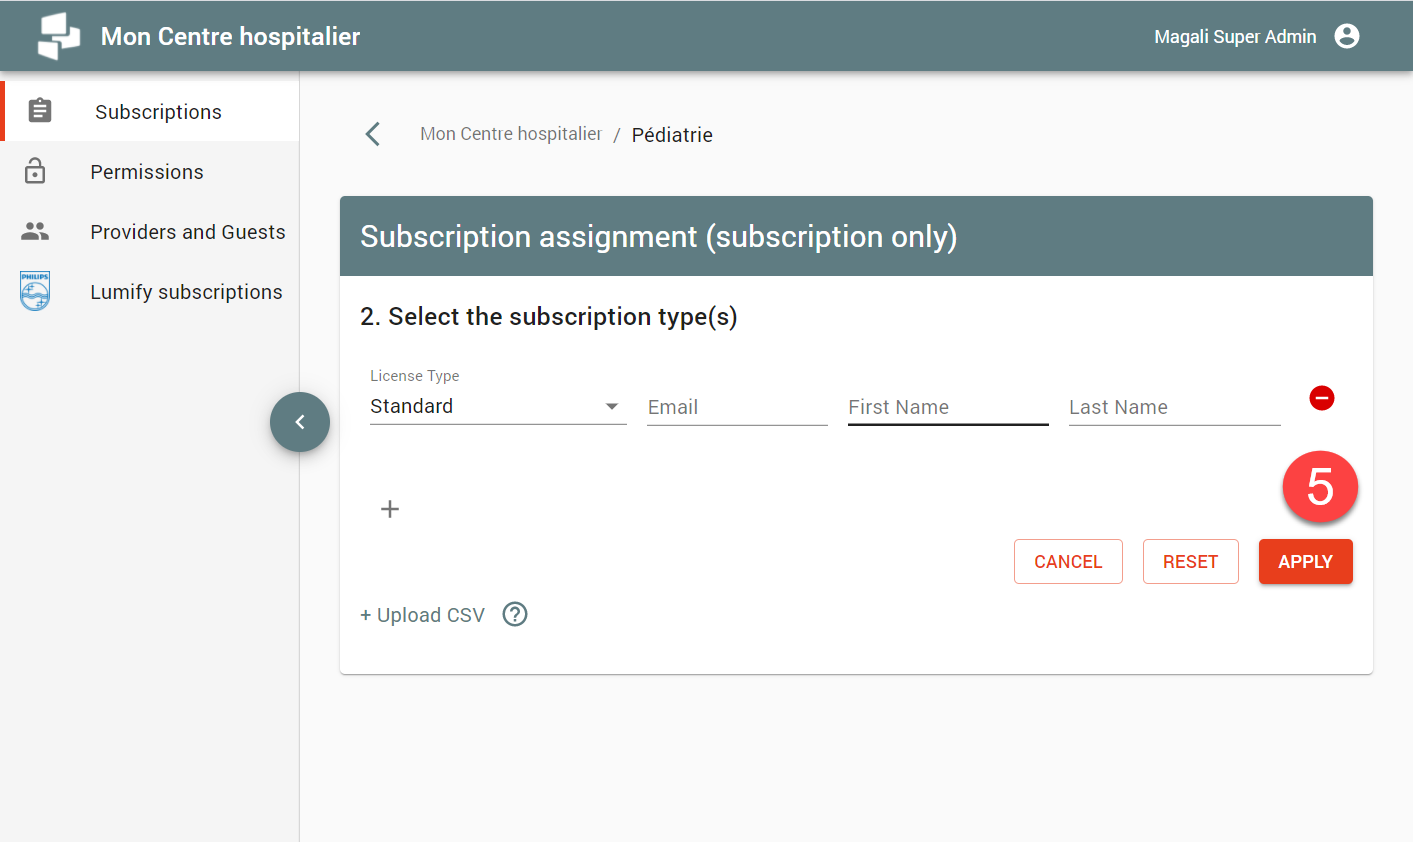 Mon Centre hospitalier
Magali Super Admin
Subscriptions
Permissions
Providers and Guests
PHILIPS
Lumify subscriptions
Mon Centre hospitalier / Pédiatrie
Subscription assignment (subscription only)
2. Select the subscription type(s)
License Type
Standard
Email
First Name
Last Name
5
+
CANCEL
RESET
APPLY
+ Upload CSV ?